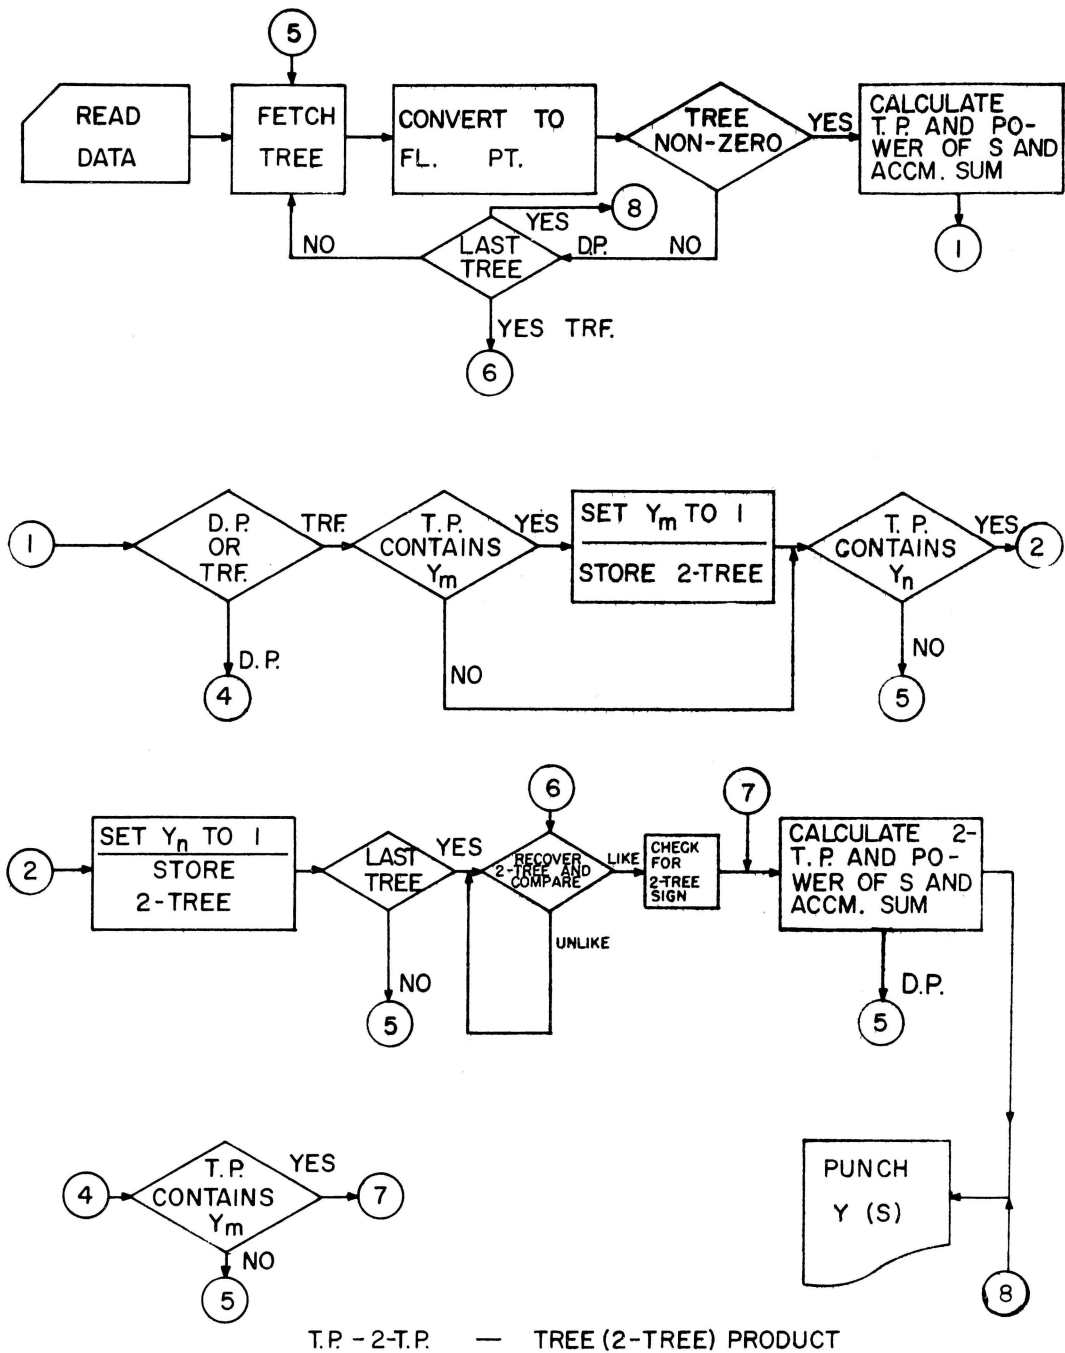 5
READ
DATA
FETCH
TREE
CONVERT TO
FL. PT.
TREE
NON-ZERO
YES
CALCULATE
T.P. AND PO-
WER OF S AND
ACCM. SUM
8
YES
NO
LAST
TREE
D.P.
NO
1
YES TRF.
6
1
D.P.
OR
TRF.
TRF.
T.P.
CONTAINS
Ym
YES
SET Ym TO 1
STORE 2-TREE
T.P.
CONTAINS
Yn
YES
2
D.P.
4
NO
NO
5
6
7
2
SET Yn TO 1
STORE
2-TREE
LAST
TREE
YES
RECOVER
2-TREE AND
COMPARE
LIKE
CHECK
FOR
2-TREE
SIGN
CALCULATE 2-
T.P. AND PO-
WER OF S AND
ACCM. SUM
UNLIKE
NO
5
D.P.
5
4
T.P.
CONTAINS
Ym
YES
7
NO
5
PUNCH
Y (S)
8
T.P. - 2-T.P. — TREE (2-TREE) PRODUCT